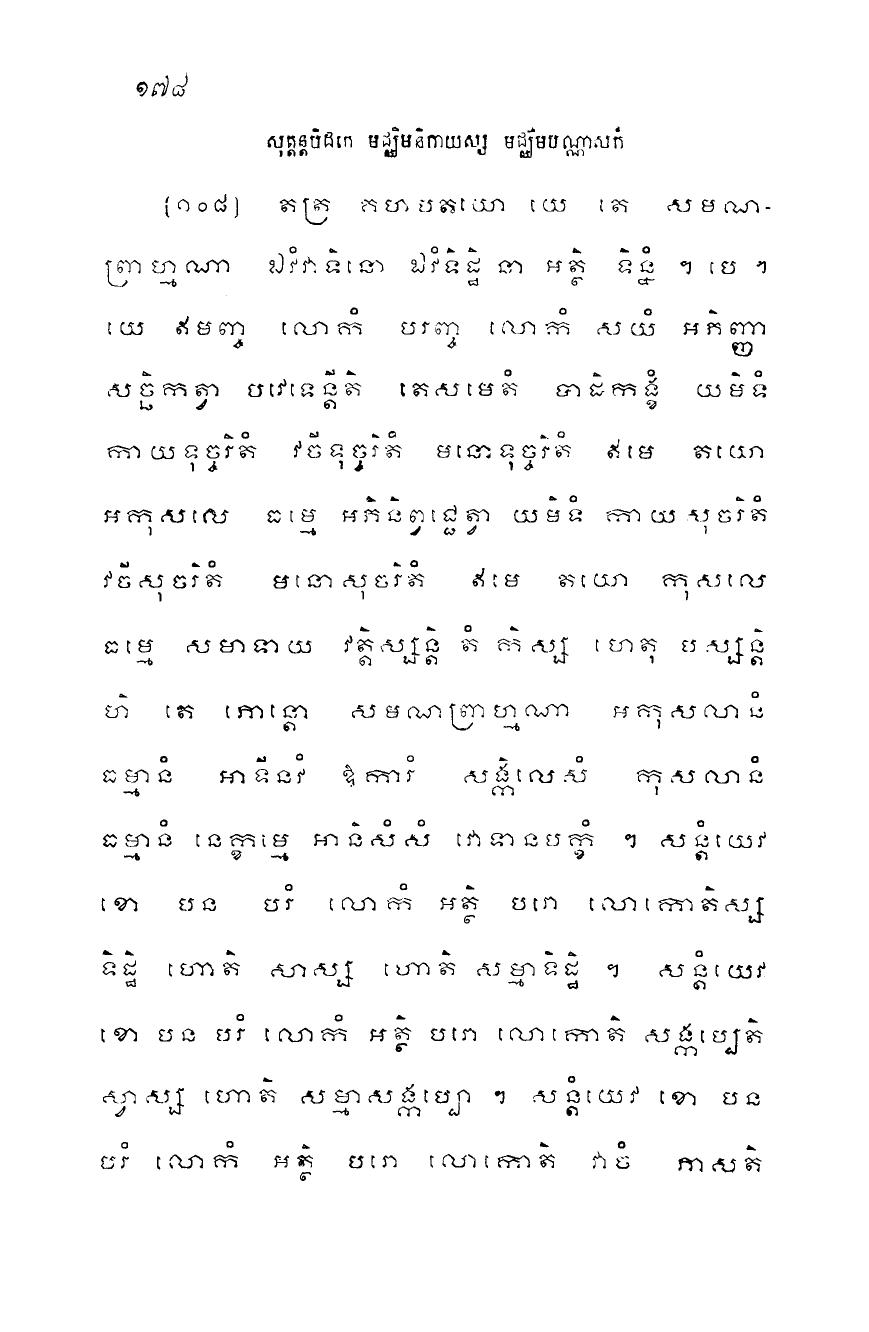 ១៧៨
សុត្តន្តបិដកេ មជ្ឈិមនិកាយស្ស មជ្ឈិមបណ្ណាសកំ
[១០៨] តត្រ គហបតយោ យេ តេ សមណ-
ព្រាហ្មណា ឯវំវាទិនោ ឯវំទិដ្ឋិនា អត្ថិ ទិន្នំ ។ បេ ។
យេ ឥមញ្ច លោកំ បរញ្ច លោកំ សយំ អភិញ្ញា
សច្ឆិកត្វា បវេទេន្តីតិ តេសមេតំ បាដិកង្ខំ យមិទំ
កាយទុច្ចរិតំ វចីទុច្ចរិតំ មនោទុច្ចរិតំ ឥមេ តយោ
អកុសលេ ធម្មេ អភិនិព្វជ្ជេត្វា យមិទំ កាយសុចរិតំ
វចីសុចរិតំ មនោសុចរិតំ ឥមេ តយោ កុសលេ
ធម្មេ សមាទាយ វត្តិស្សន្តិ តំ កិស្ស ហេតុ បស្សន្តិ
ហិ តេ ភោន្តោ សមណព្រាហ្មណា អកុសលានំ
ធម្មានំ អាទីនវំ ឱការំ សង្កិលេសំ កុសលានំ
ធម្មានំ នេក្ខម្មេ អានិសំសំ វោទានបក្ខំ ។ សន្តំយេវ
ខោ បន បរំ លោកំ អត្ថិ បរោ លោកោតិស្ស
ទិដ្ឋិ ហោតិ សាស្ស ហោតិ សម្មាទិដ្ឋិ ។ សន្តំយេវ
ខោ បន បរំ លោកំ អត្ថិ បរោ លោកោតិ សង្កប្បេតិ
ស្វាស្ស ហោតិ សម្មាសង្កប្បោ ។ សន្តំយេវ ខោ បន
បរំ លោកំ អត្ថិ បរោ លោកោតិ វាចំ ភាសតិ